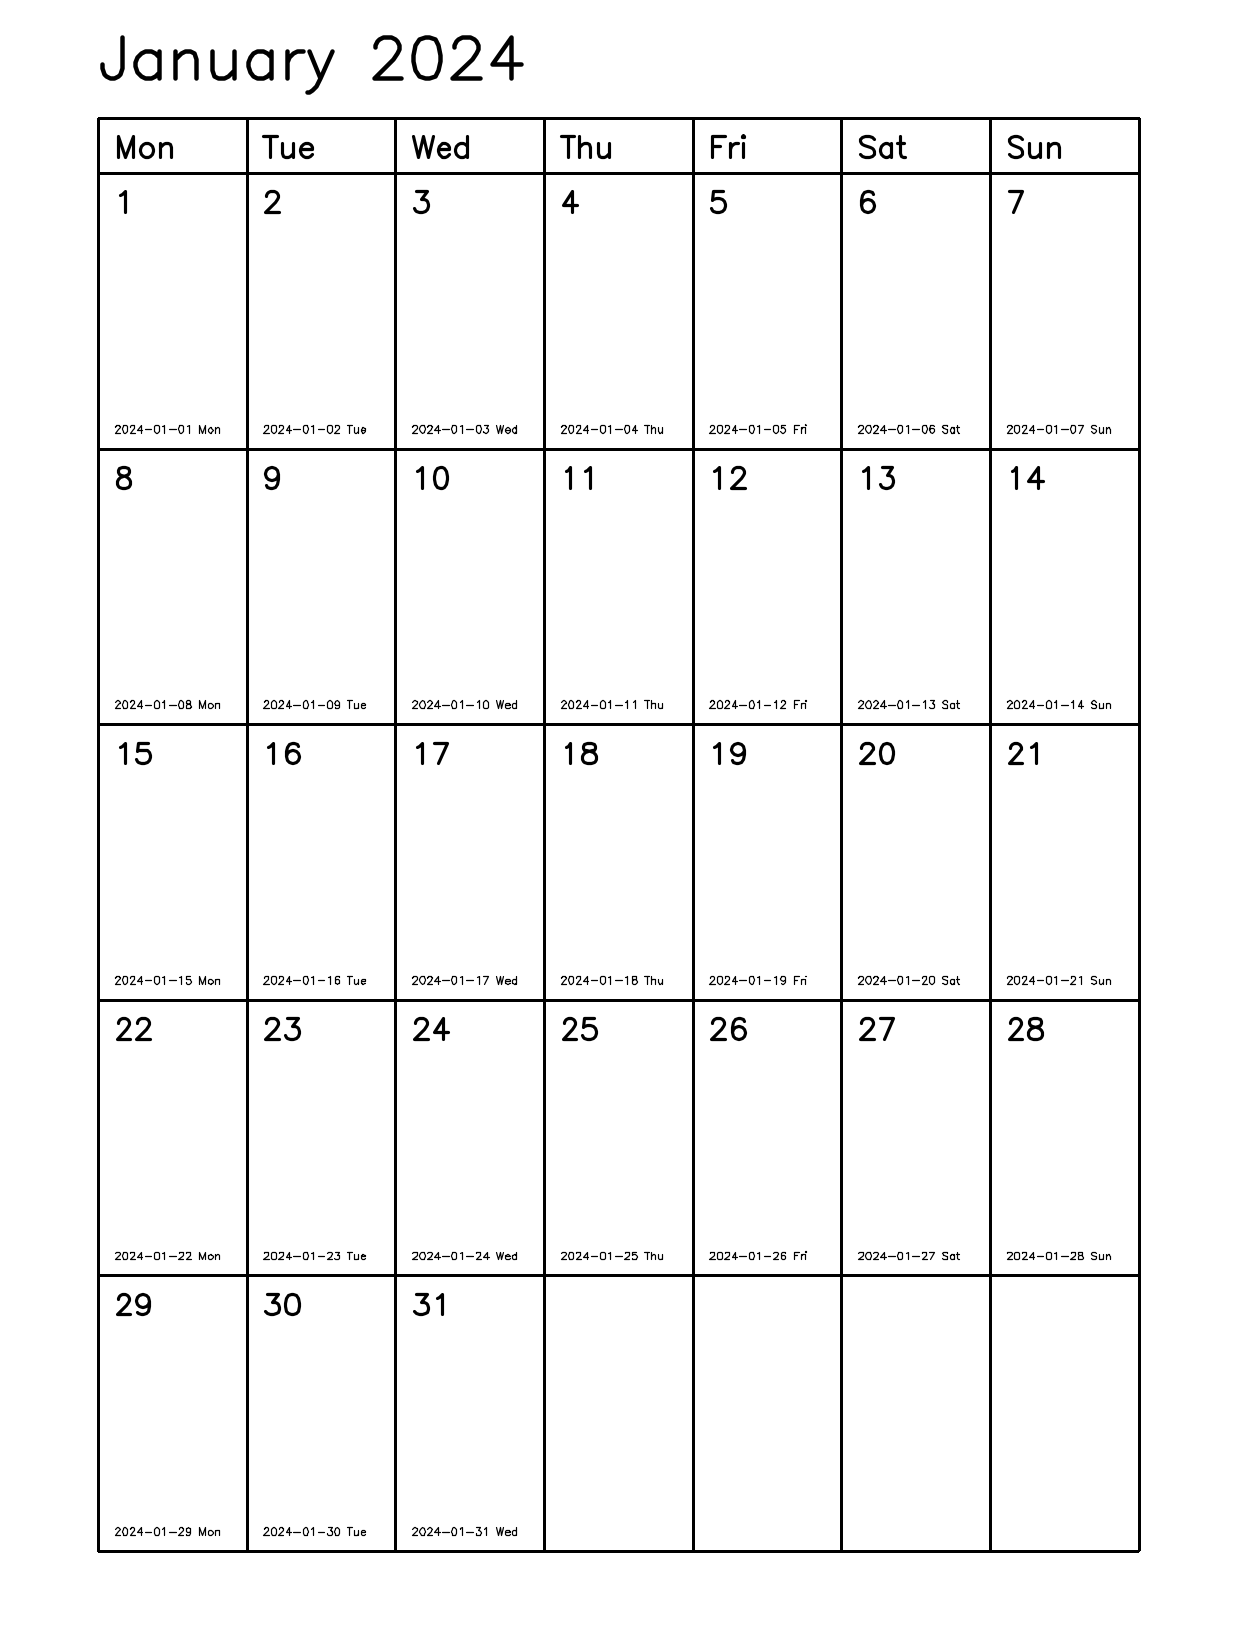 January 2024
Mon Tue Wed Thu Fri Sat Sun
1 2 3 4 5 6 7
2024-01-01 Mon 2024-01-02 Tue 2024-01-03 Wed 2024-01-04 Thu 2024-01-05 Fri 2024-01-06 Sat 2024-01-07 Sun
8 9 10 11 12 13 14
2024-01-08 Mon 2024-01-09 Tue 2024-01-10 Wed 2024-01-11 Thu 2024-01-12 Fri 2024-01-13 Sat 2024-01-14 Sun
15 16 17 18 19 20 21
2024-01-15 Mon 2024-01-16 Tue 2024-01-17 Wed 2024-01-18 Thu 2024-01-19 Fri 2024-01-20 Sat 2024-01-21 Sun
22 23 24 25 26 27 28
2024-01-22 Mon 2024-01-23 Tue 2024-01-24 Wed 2024-01-25 Thu 2024-01-26 Fri 2024-01-27 Sat 2024-01-28 Sun
29 30 31
2024-01-29 Mon 2024-01-30 Tue 2024-01-31 Wed